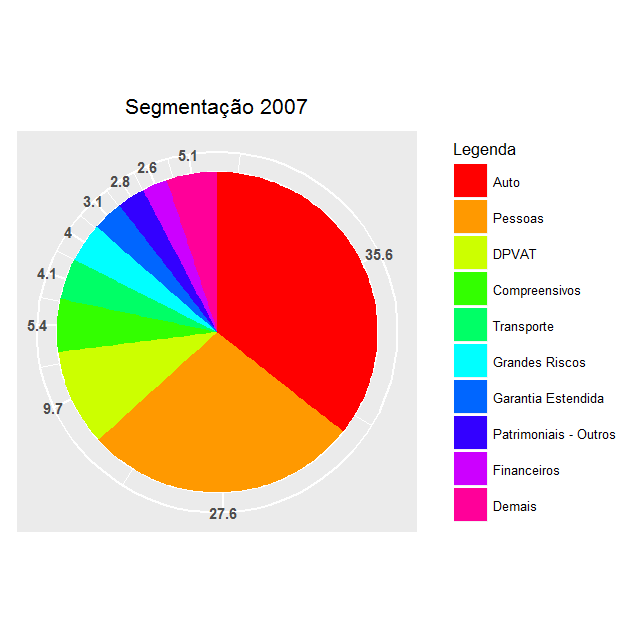 Segmentação 2007
5.1
2.6
2.8
3.1
4
4.1
5.4
9.7
27.6
35.6
Legenda
Auto
Pessoas
DPVAT
Compreensivos
Transporte
Grandes Riscos
Garantia Estendida
Patrimoniais - Outros
Financeiros
Demais